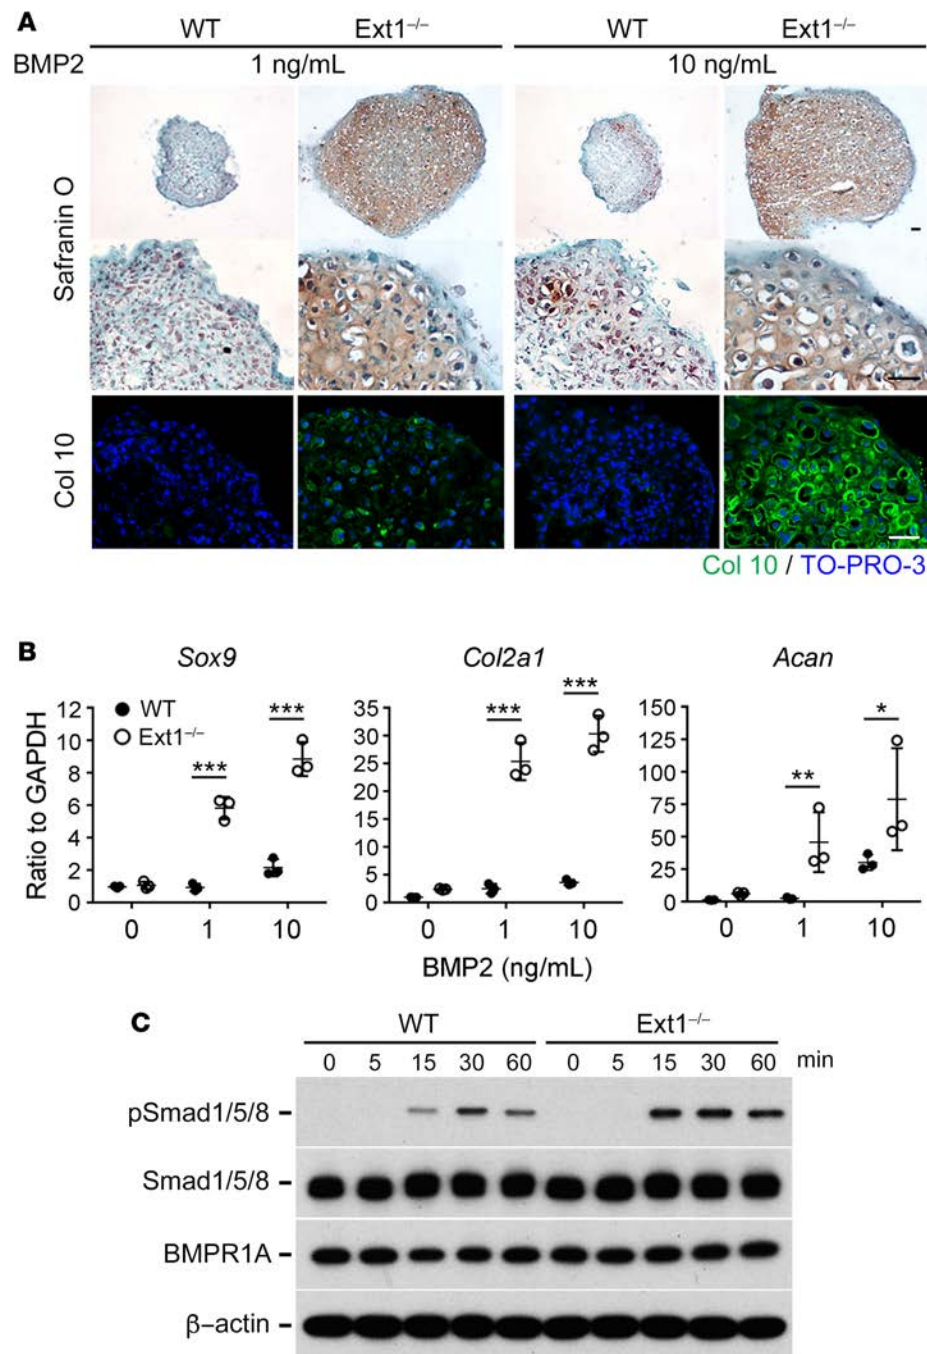 A
WT Ext1–/– WT Ext1–/–
BMP2 1 ng/mL 10 ng/mL
Safranin O
Col 10
Col 10 / TO-PRO-3
B
Sox9 Col2a1 Acan
Ratio to GAPDH
WT
Ext1–/–
12
10
8
6
4
2
0
*** ***
0 1 10
35
30
25
20
15
10
5
0
*** ***
0 1 10
150
125
100
75
50
25
0
** *
0 1 10
BMP2 (ng/mL)
C
WT Ext1–/–
0 5 15 30 60 0 5 15 30 60 min
pSmad1/5/8
Smad1/5/8
BMPR1A
β–actin